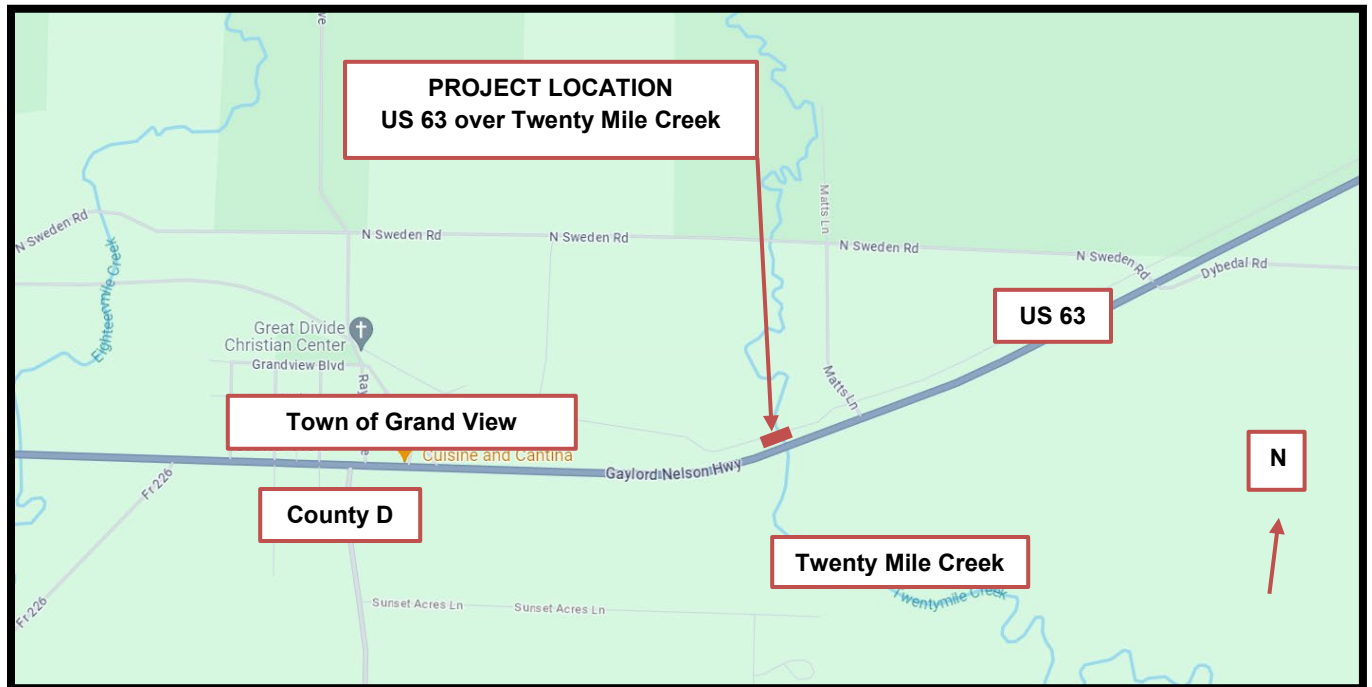 ve
PROJECT LOCATION
US 63 over Twenty Mile Creek
N Sweden Rd
N Sweden Rd
N Sweden Rd
Matts Ln
N Sweden Rd
N Sweden Rd
Dybedal Rd
Eighteenmile Creek
Great Divide
Christian Center
Grandview Blvd
US 63
Ray
e
Matts Ln
Town of Grand View
Cuisine and Cantina
Gaylord Nelson Hwy
N
Fr 226
County D
Twenty Mile Creek
Twentymile Creek
Fr 226
Sunset Acres Ln
Sunset Acres Ln